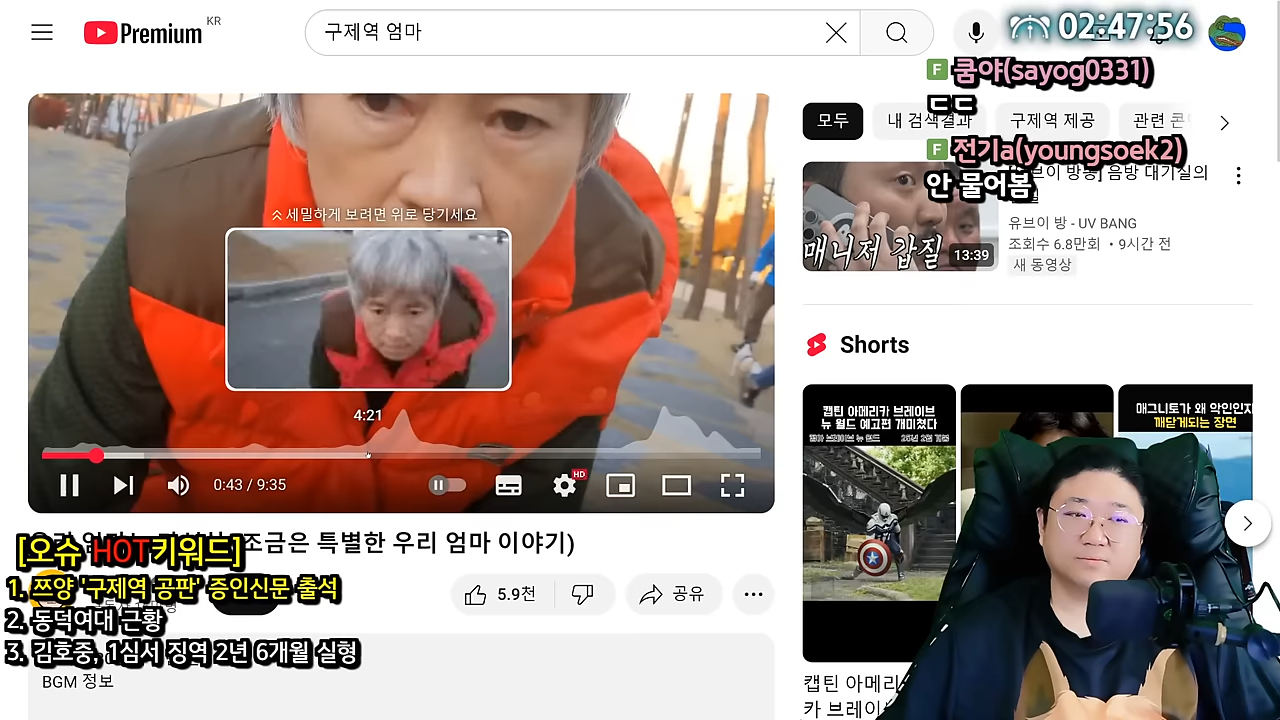 Premium KR
구제역 엄마
02:47:56
F 쿰야(sayog0331)
ㄷㄷ
F 전기a(youngsoek2)
안 물어봄
모두
내 검색결과
구제역 제공
관련
유브이 방 - UV BANG
조회수 6.8만회 • 9시간 전
새 동영상
매니저 갑질
13:39
세밀하게 보려면 위로 당기세요
4:21
0:43 / 9:35
HD
Shorts
캡틴 아메리카 브레이브
뉴 월드 예고편 개미쳤다
매그니토가 왜 악인인지
깨닫게되는 장면
조금은 특별한 우리 엄마 이야기)
5.9천
공유
[오슈 HOT키워드]
1. 쯔양 '구제역 공판' 증인신문 출석
2. 동덕여대 근황
3. 김호중, 1심서 징역 2년 6개월 실형
BGM 정보
캡틴 아메리
카 브레이